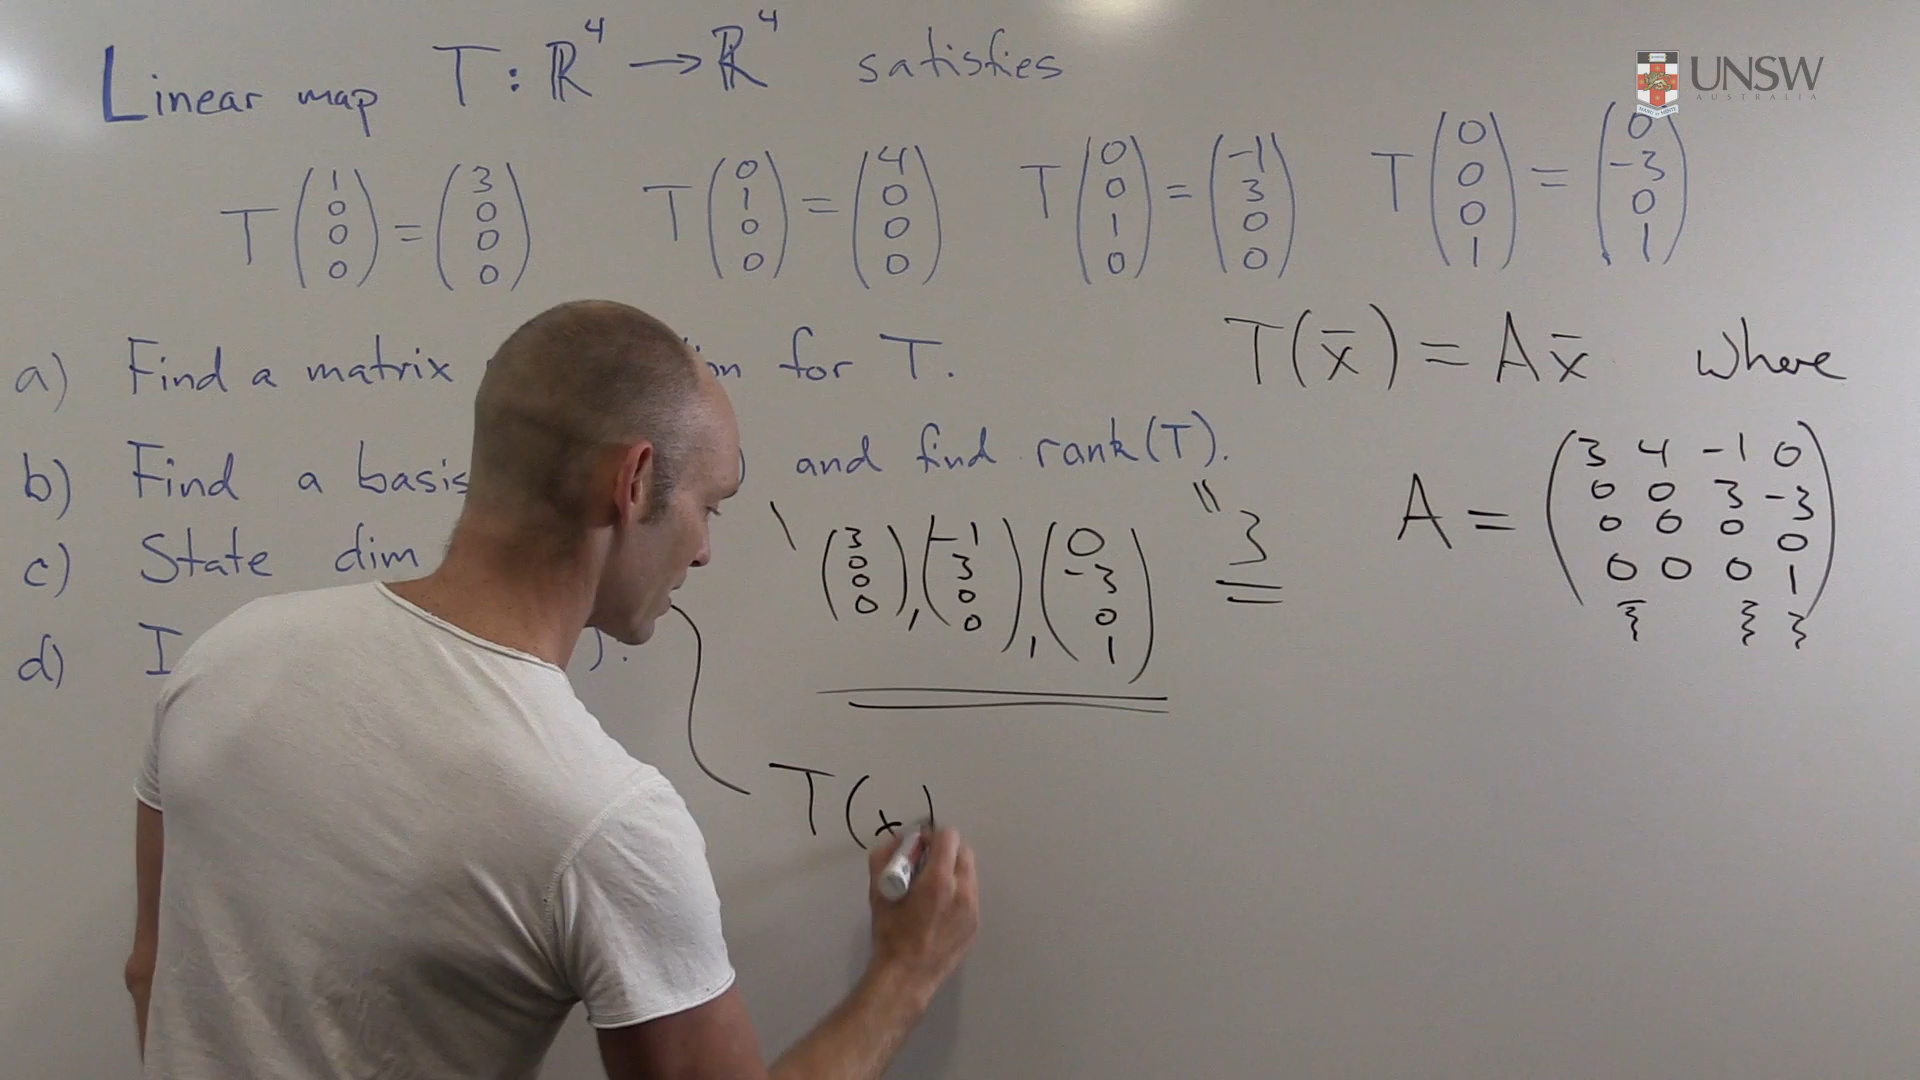 Linear map T : ℝ⁴ → ℝ⁴ satisfies
UNSW
AUSTRALIA
T(1 0 0 0) = (3 0 0 0) T(0 1 0 0) = (4 0 0 0) T(0 0 1 0) = (-1 3 0 0) T(0 0 0 1) = (0 -3 0 1)
T(x̄) = Ax̄ where
a) Find a matrix for T.
b) Find a basis and find rank(T).
A = (3 4 -1 0
0 0 3 -3
0 0 0 0
0 0 0 1)
(3 0 0 0), (-1 3 0 0), (0 -3 0 1)
" 3
c) State dim
d) I ).
T(x)